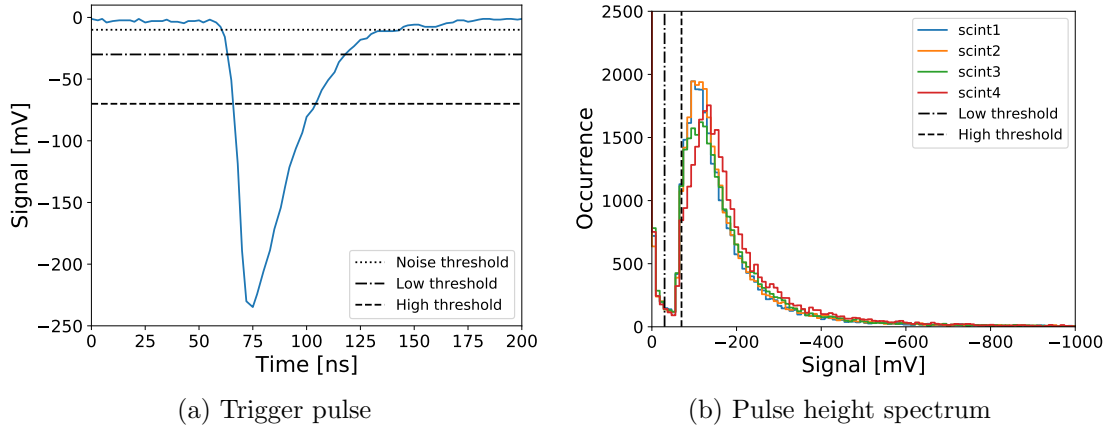 0
−50
−100
−150
−200
−250
Signal [mV]
0 25 50 75 100 125 150 175 200
Time [ns]
Noise threshold
Low threshold
High threshold
(a) Trigger pulse
2500
2000
1500
1000
500
0
Occurrence
0 −200 −400 −600 −800 −1000
Signal [mV]
scint1
scint2
scint3
scint4
Low threshold
High threshold
(b) Pulse height spectrum